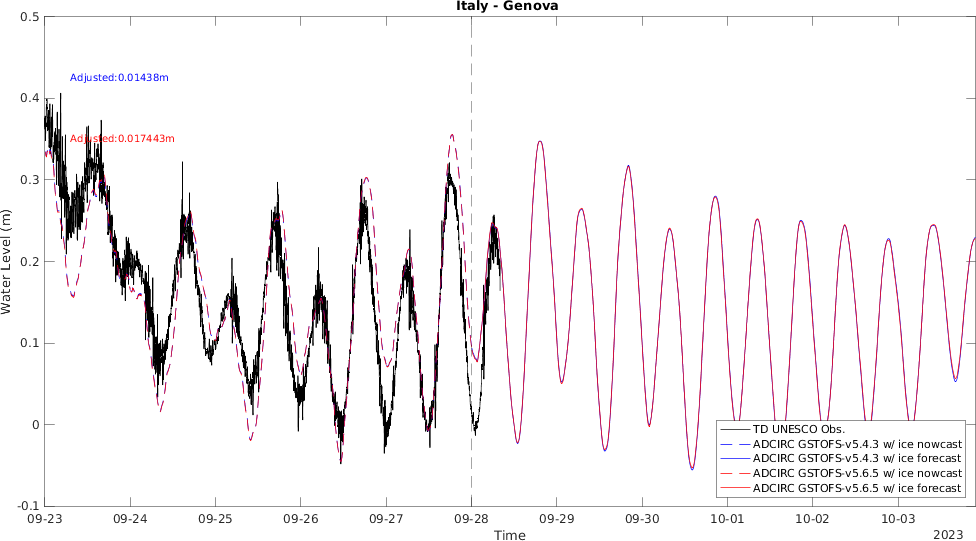 Italy - Genova
0.5
0.4
0.3
0.2
0.1
0
-0.1
Water Level (m)
Adjusted:0.01438m
Adjusted:0.017443m
TD UNESCO Obs.
ADCIRC GSTOFS-v5.4.3 w/ ice nowcast
ADCIRC GSTOFS-v5.4.3 w/ ice forecast
ADCIRC GSTOFS-v5.6.5 w/ ice nowcast
ADCIRC GSTOFS-v5.6.5 w/ ice forecast
09-23 09-24 09-25 09-26 09-27 09-28 09-29 09-30 10-01 10-02 10-03
Time
2023